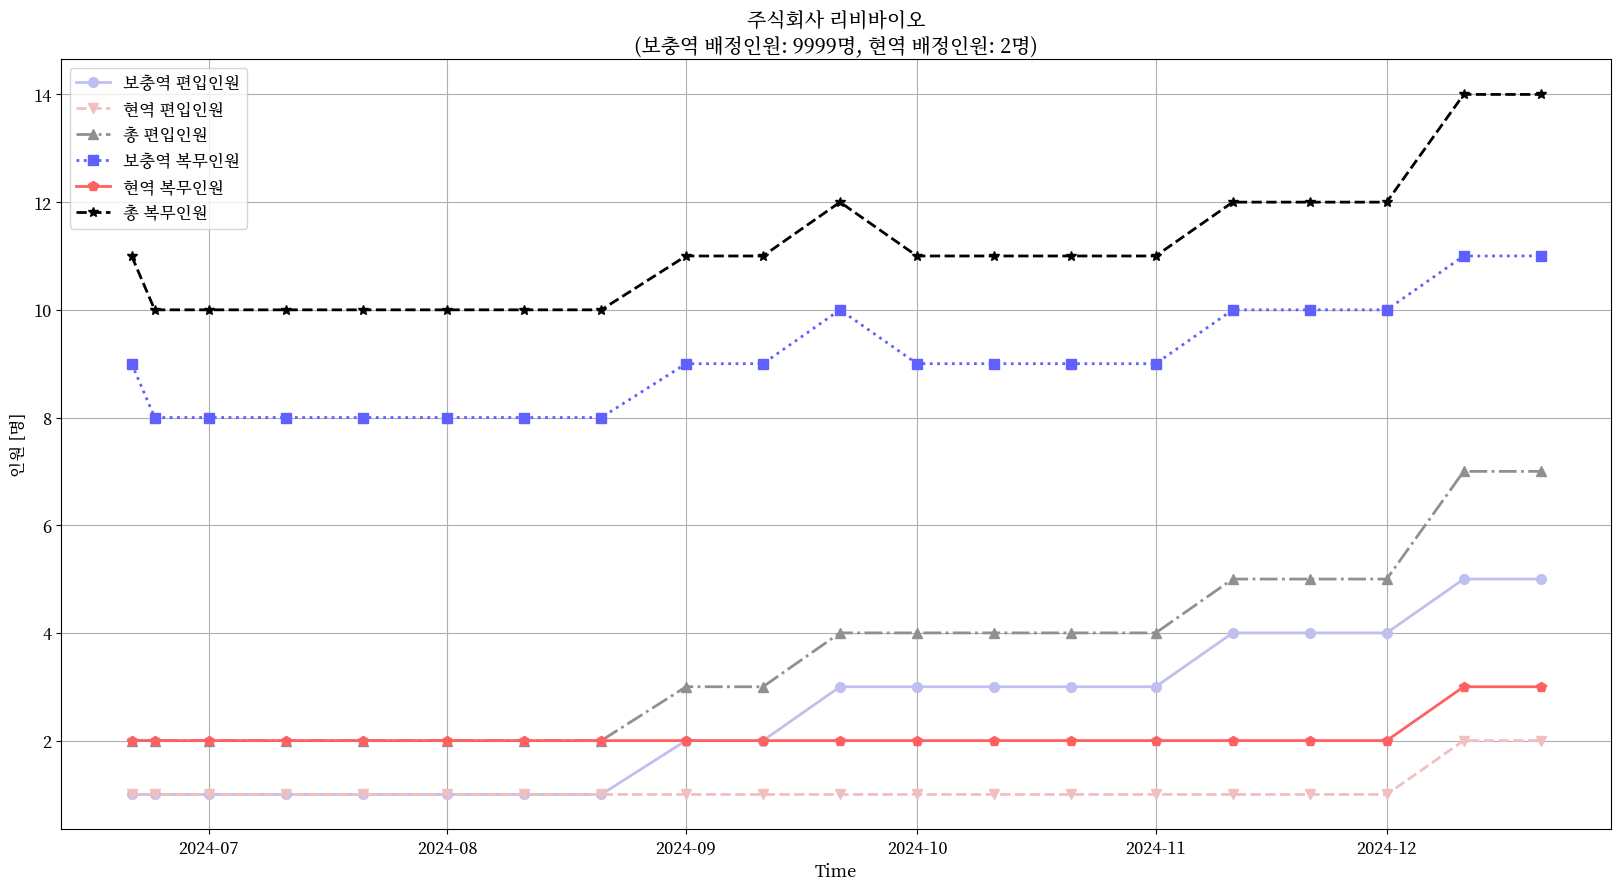 주식회사 리비바이오
(보충역 배정인원: 9999명, 현역 배정인원: 2명)
보충역 편입인원
현역 편입인원
총 편입인원
보충역 복무인원
현역 복무인원
총 복무인원
14
12
10
8
6
4
2
인원 [명]
2024-07
2024-08
2024-09
2024-10
2024-11
2024-12
Time